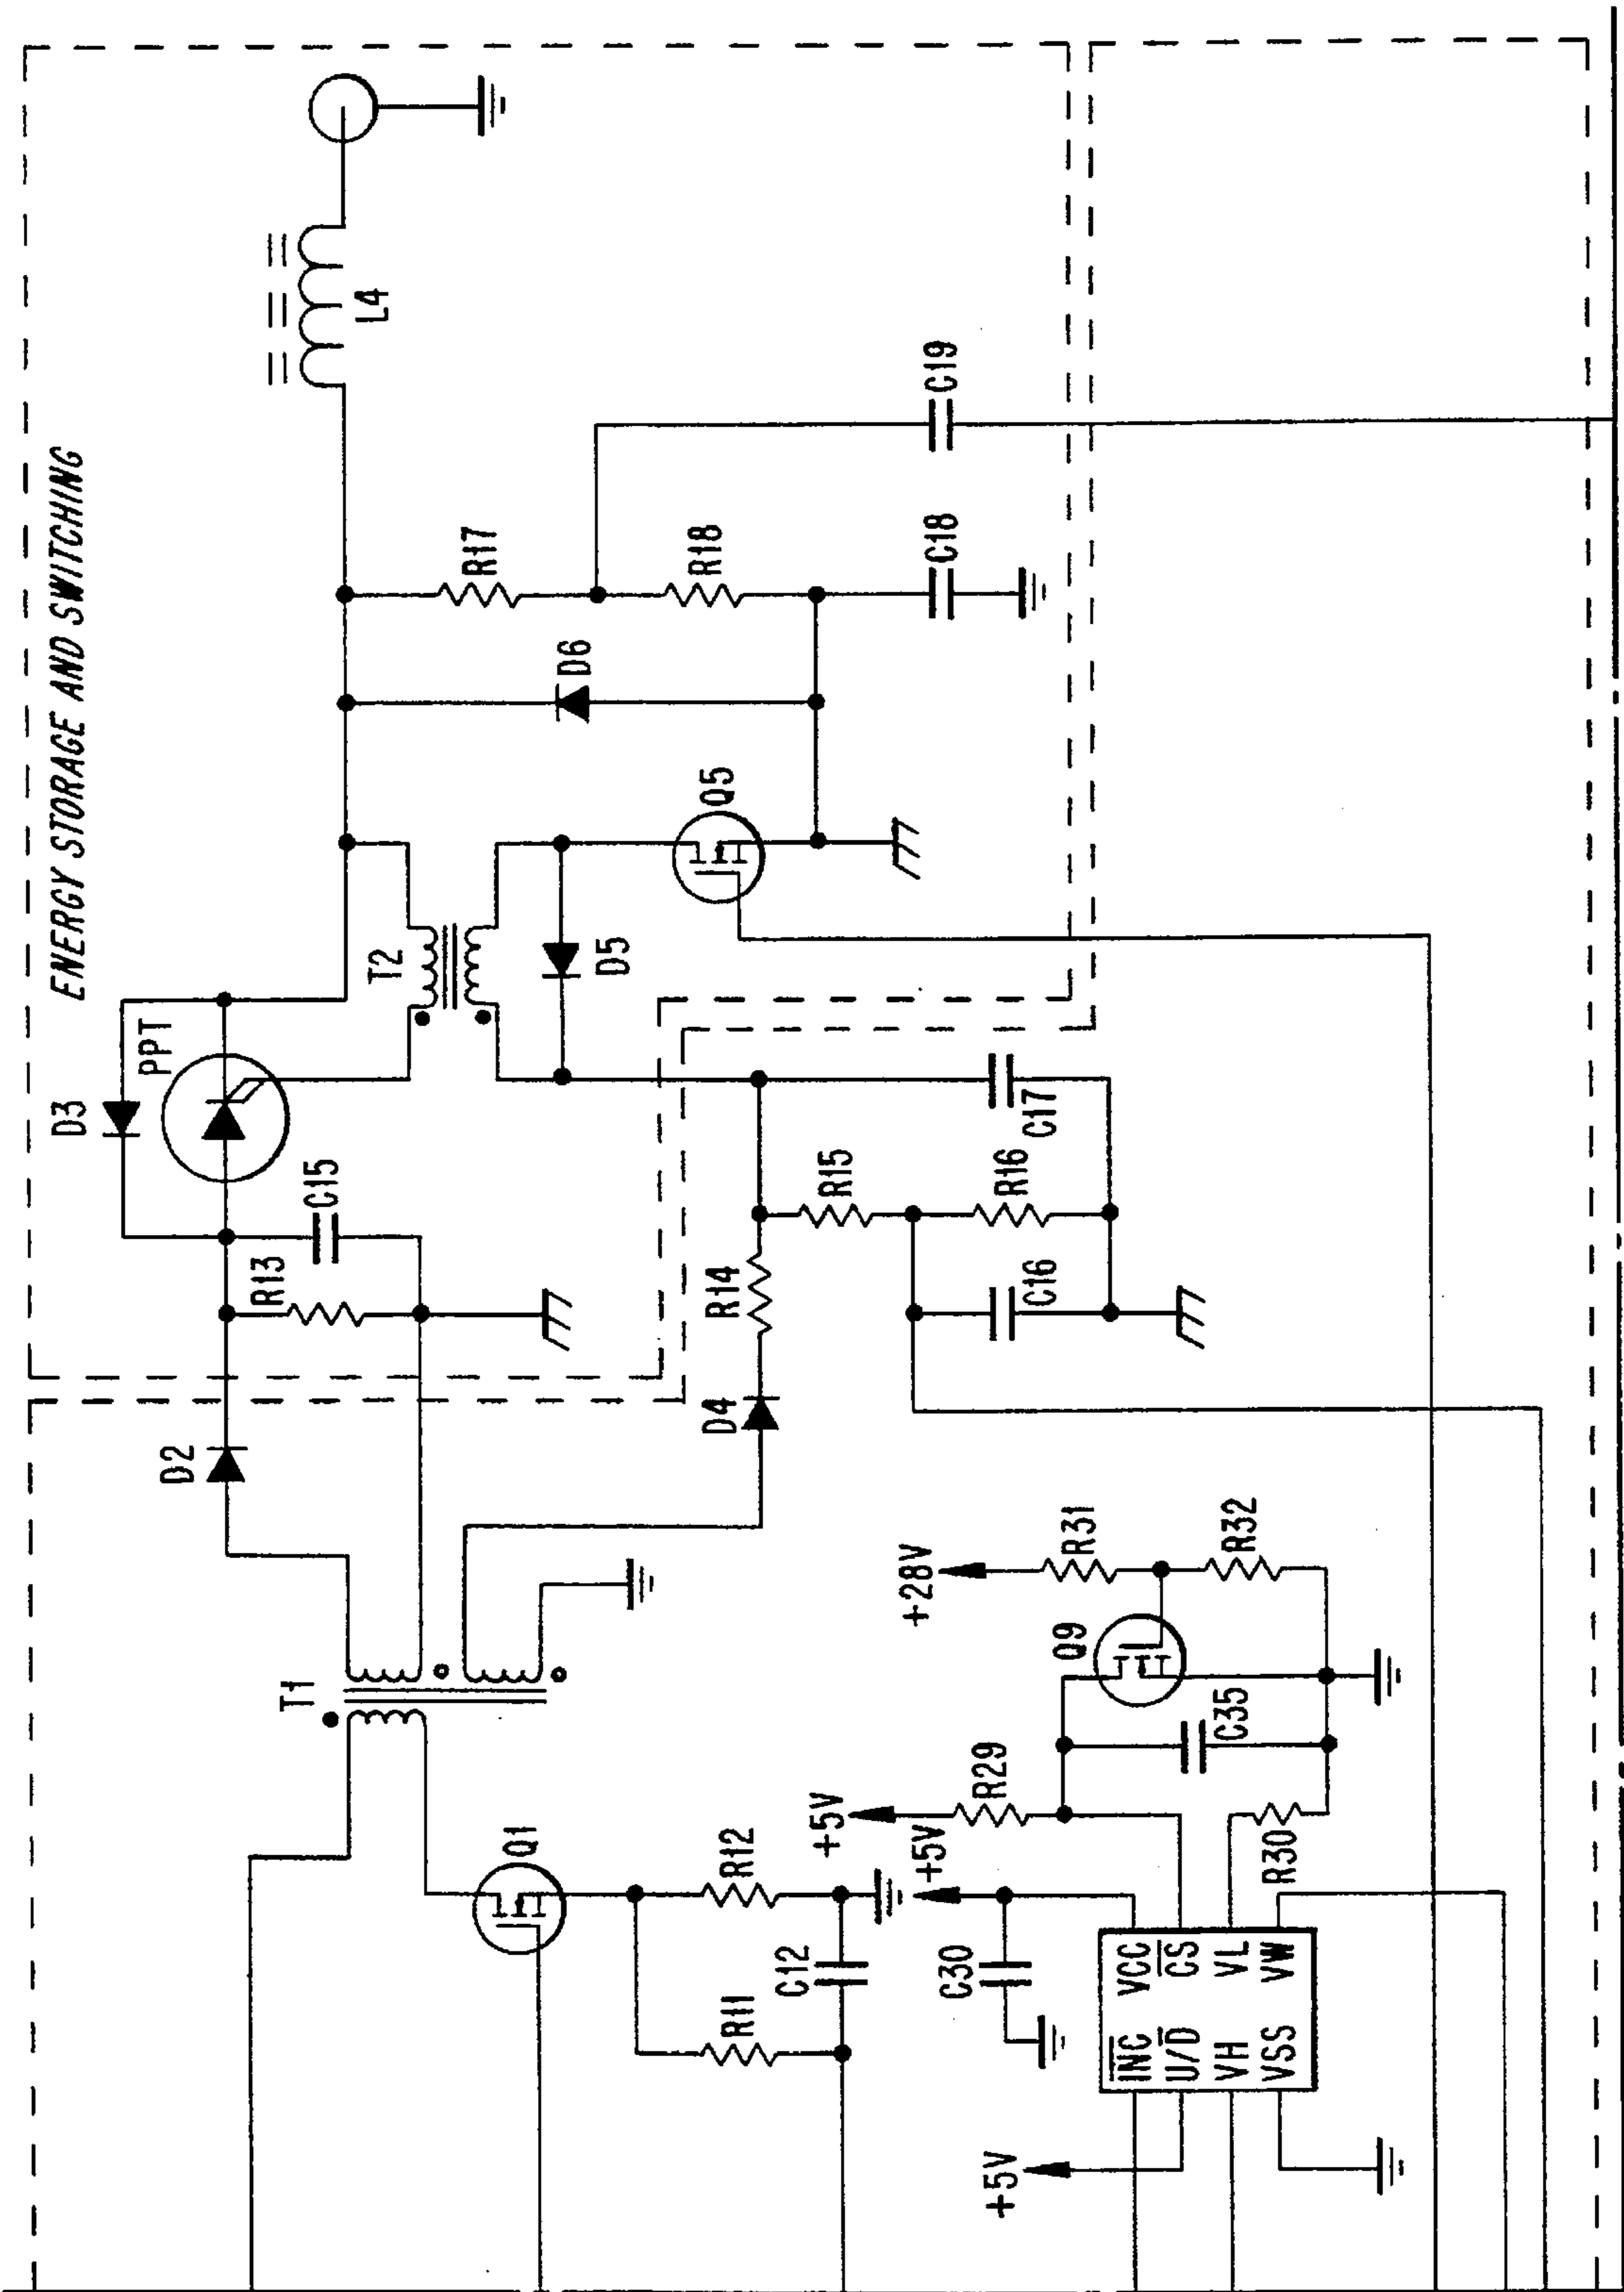 ENERGY STORAGE AND SWITCHING
D3
PPT
C15
R13
D2
T2
L4
D5
Q5
D6
R17
R18
C18
C19
T1
D4
R14
R15
R16
C16
C17
Q1
R11
R12
C12
+28V
R31
R32
Q9
C35
+5V
R29
R30
+5V
C30
+5V
INC VCC
U/D CS
VH VL
VSS VW